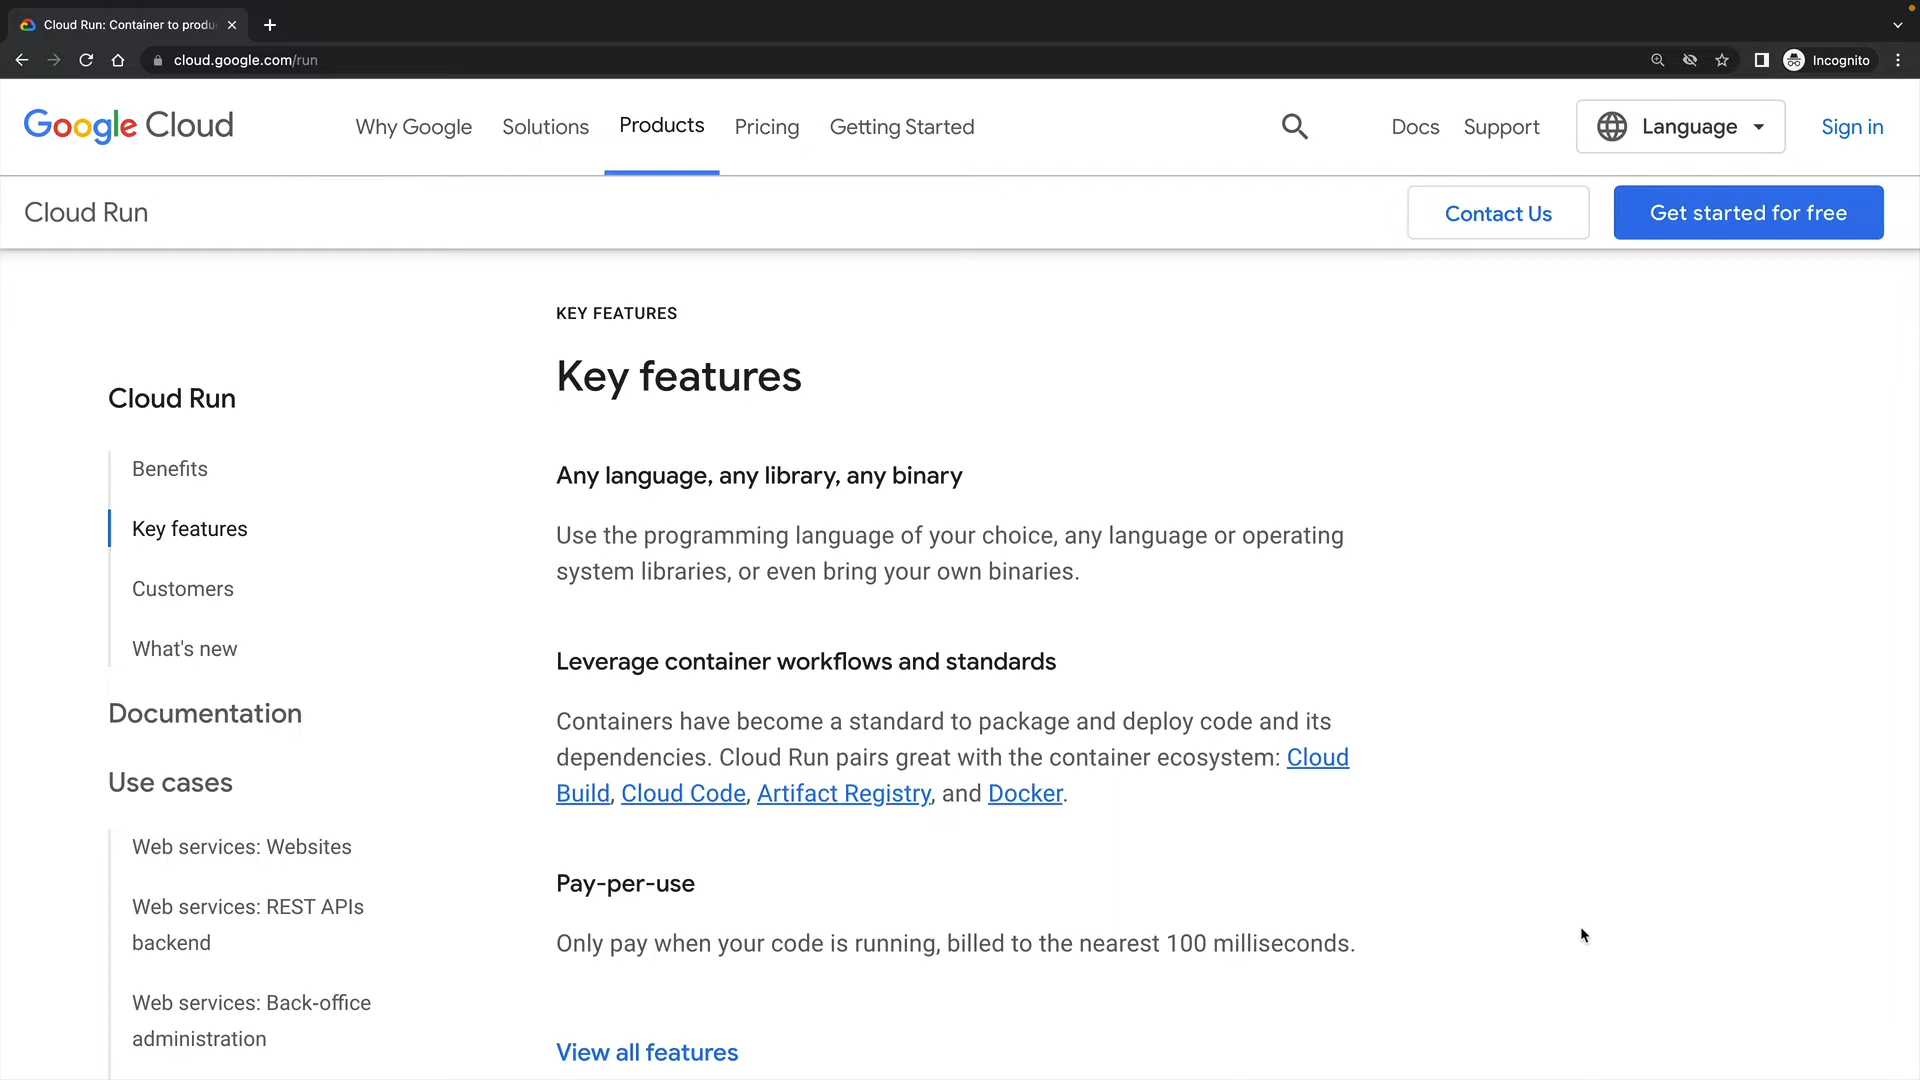 Cloud Run: Container to produ
cloud.google.com/run
Incognito
Google Cloud
Why Google
Solutions
Products
Pricing
Getting Started
Docs
Support
Language
Sign in
Cloud Run
Contact Us
Get started for free
Cloud Run
Benefits
Key features
Customers
What's new
Documentation
Use cases
Web services: Websites
Web services: REST APIs
backend
Web services: Back-office
administration
KEY FEATURES
Key features
Any language, any library, any binary
Use the programming language of your choice, any language or operating
system libraries, or even bring your own binaries.
Leverage container workflows and standards
Containers have become a standard to package and deploy code and its
dependencies. Cloud Run pairs great with the container ecosystem: Cloud
Build, Cloud Code, Artifact Registry, and Docker.
Pay-per-use
Only pay when your code is running, billed to the nearest 100 milliseconds.
View all features